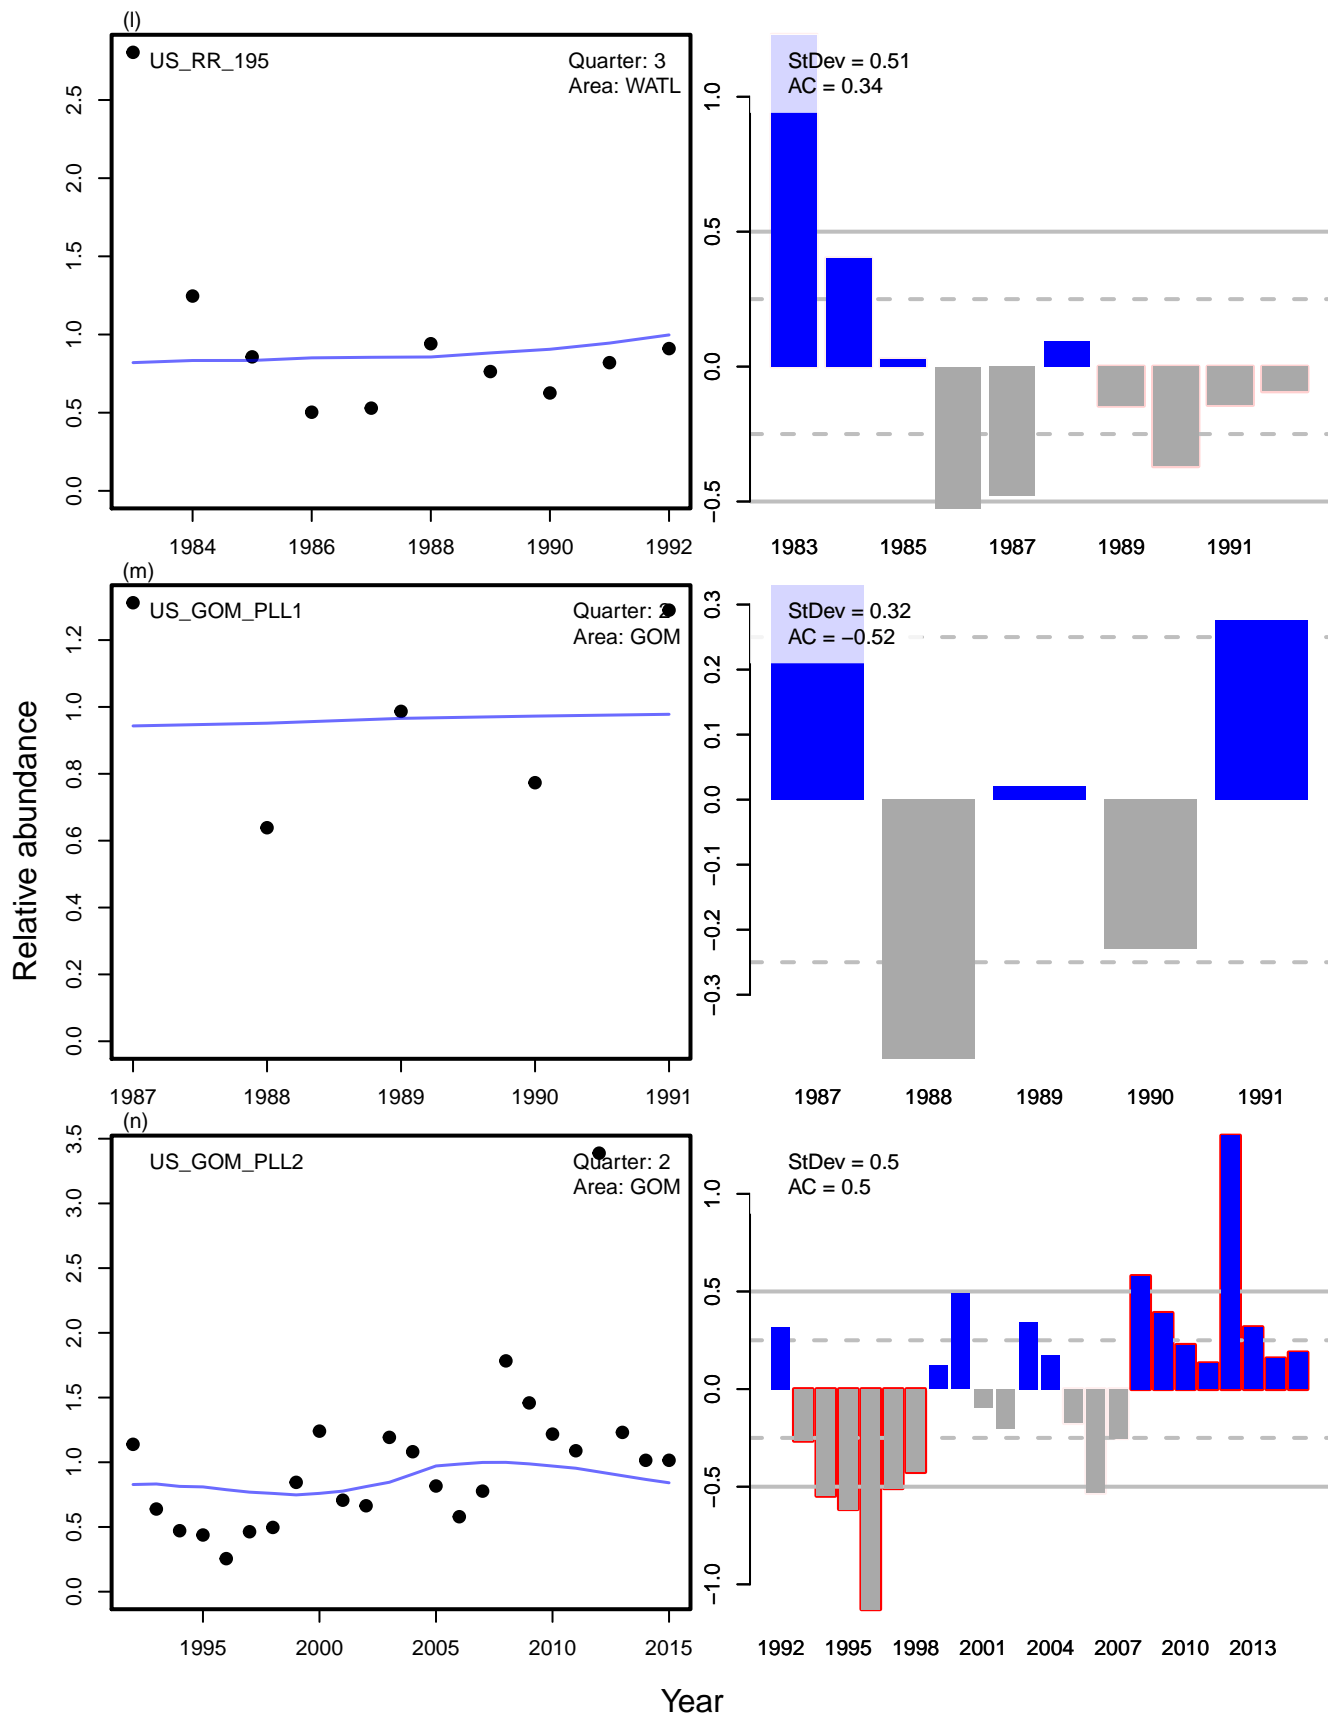 (l)
US_RR_195
Quarter: 3
Area: WATL
0.0 0.5 1.0 1.5 2.0 2.5
1984 1986 1988 1990 1992
StDev = 0.51
AC = 0.34
−0.5 0.0 0.5 1.0
1983 1985 1987 1989 1991
(m)
US_GOM_PLL1
Quarter: 2
Area: GOM
0.0 0.2 0.4 0.6 0.8 1.0 1.2
1987 1988 1989 1990 1991
StDev = 0.32
AC = −0.52
−0.3 −0.2 −0.1 0.0 0.1 0.2 0.3
1987 1988 1989 1990 1991
(n)
US_GOM_PLL2
Quarter: 2
Area: GOM
0.0 0.5 1.0 1.5 2.0 2.5 3.0 3.5
1995 2000 2005 2010 2015
StDev = 0.5
AC = 0.5
−1.0 −0.5 0.0 0.5 1.0
1992 1995 1998 2001 2004 2007 2010 2013
Relative abundance
Year